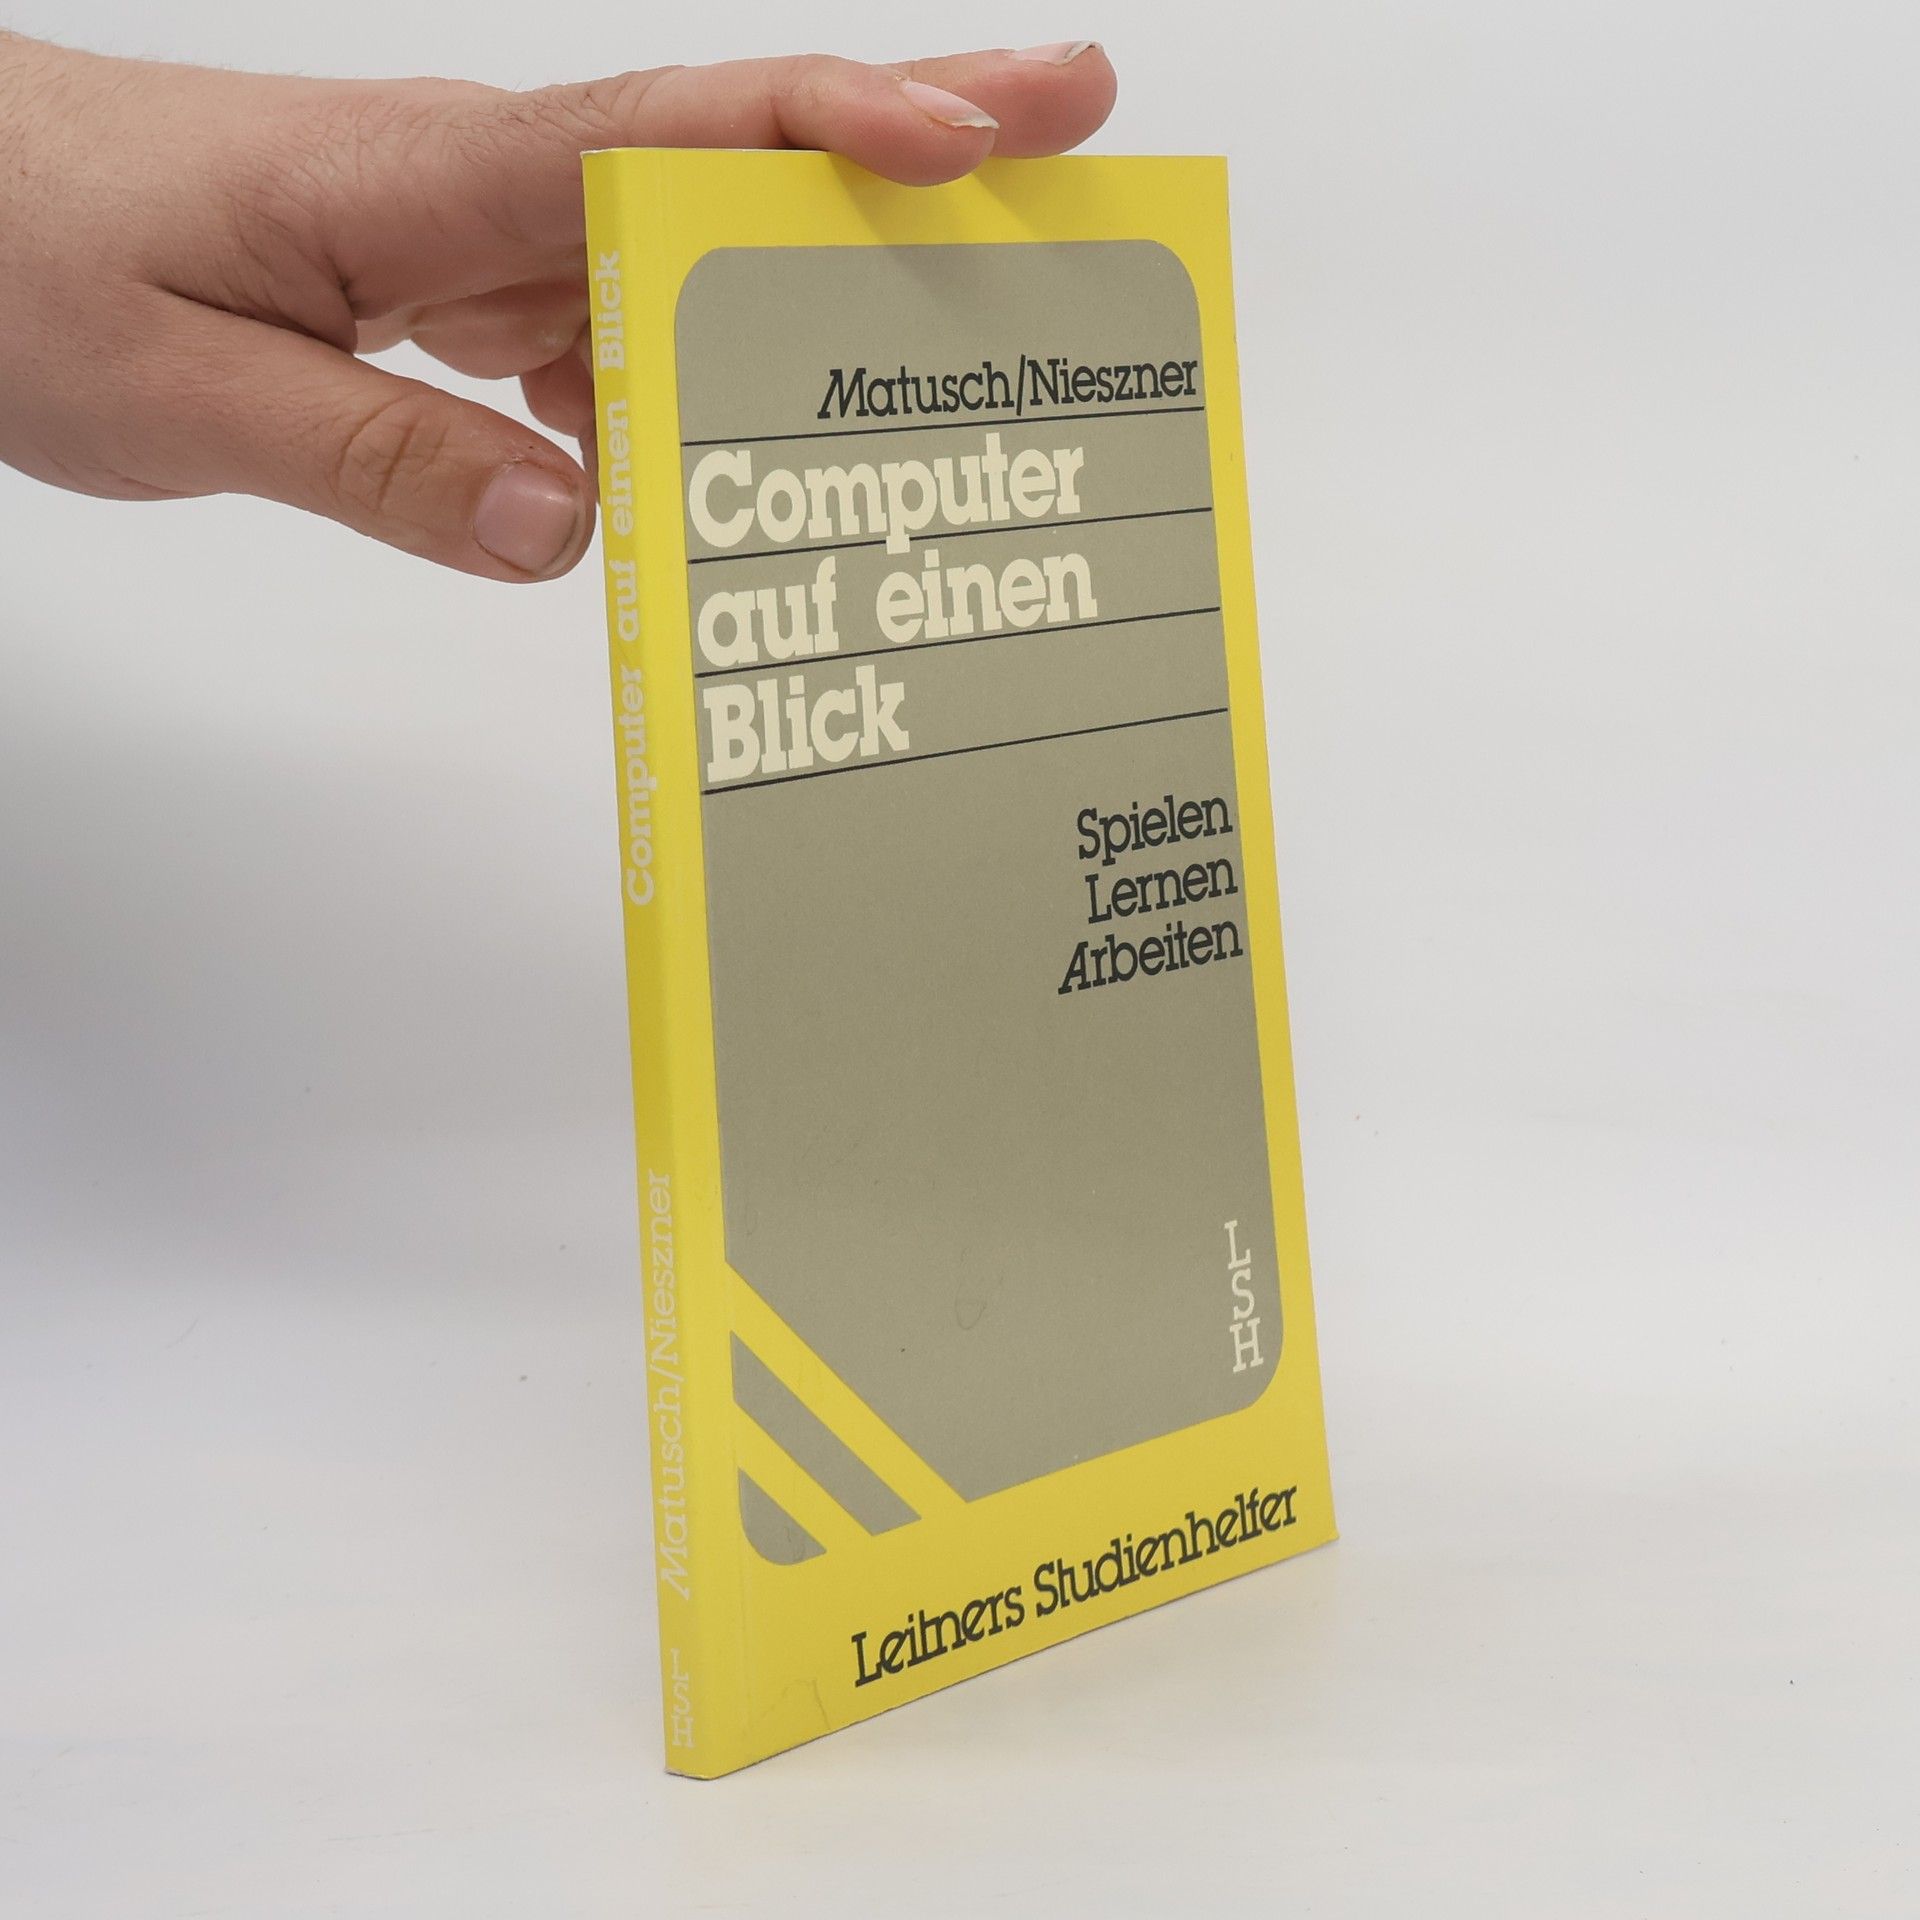 Matusch/Nieszner
Computer
auf einen
Blick
Spielen
Lernen
Arbeiten
LSH
Leitners Studienhelfer
Computer auf einen Blick
Matusch/Nieszner
LSH